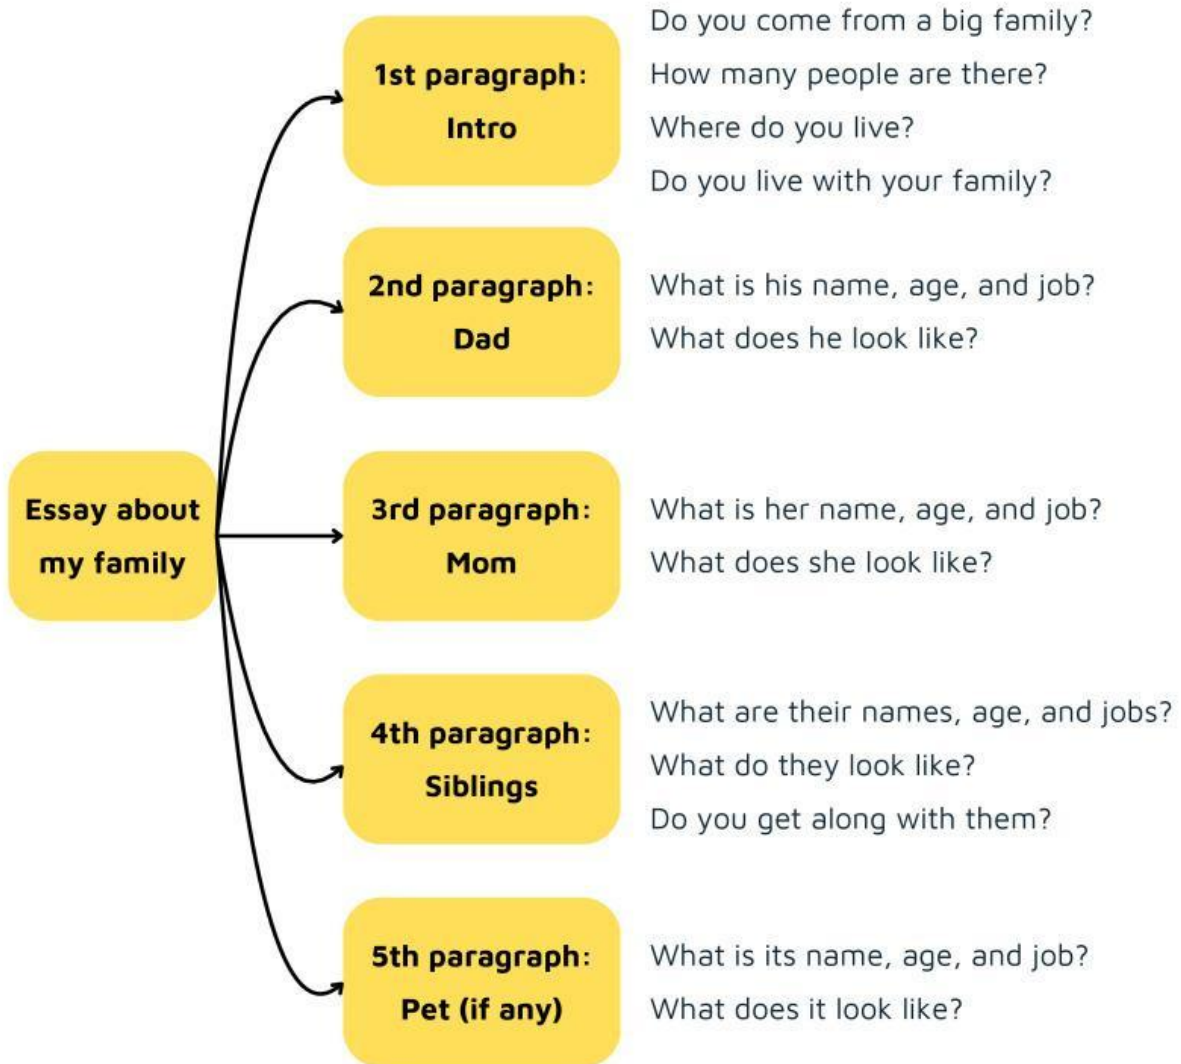 Essay about
my family
1st paragraph:
Intro
Do you come from a big family?
How many people are there?
Where do you live?
Do you live with your family?
2nd paragraph:
Dad
What is his name, age, and job?
What does he look like?
3rd paragraph:
Mom
What is her name, age, and job?
What does she look like?
4th paragraph:
Siblings
What are their names, age, and jobs?
What do they look like?
Do you get along with them?
5th paragraph:
Pet (if any)
What is its name, age, and job?
What does it look like?